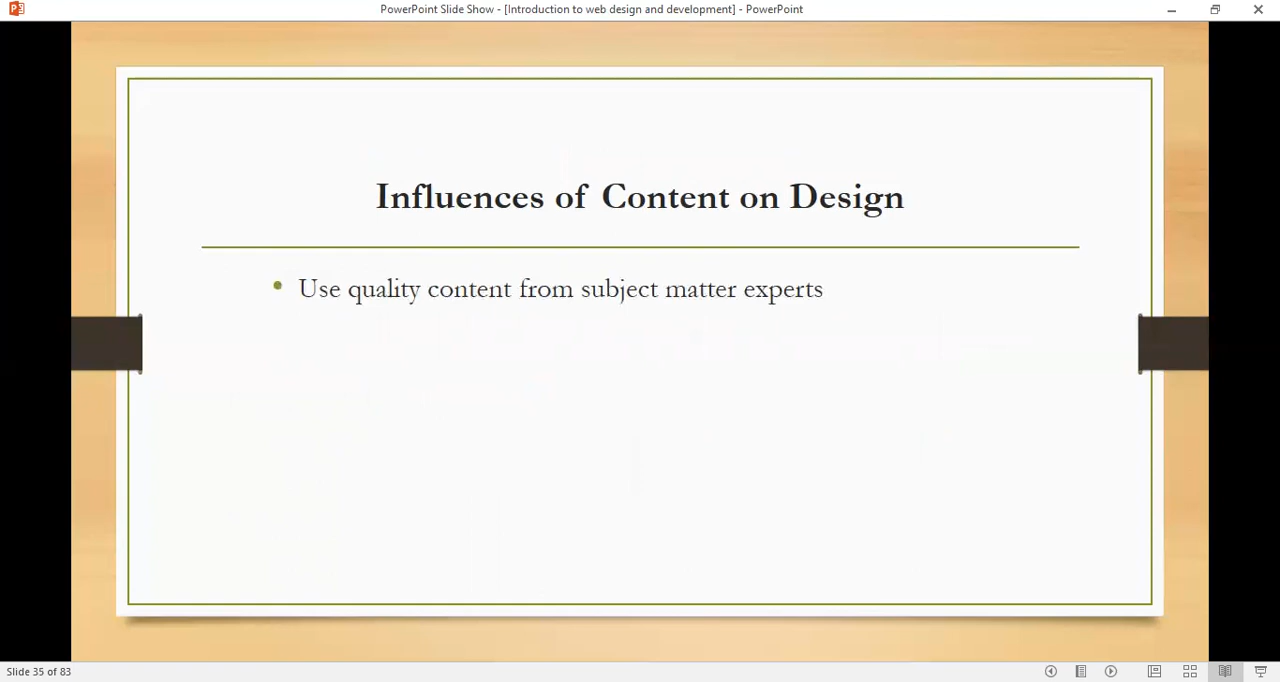 PowerPoint Slide Show - [Introduction to web design and development] - PowerPoint
Influences of Content on Design
• Use quality content from subject matter experts
Slide 35 of 83